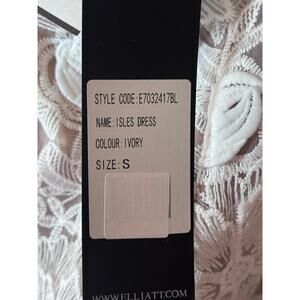 STYLE CODE:E7032417BL
NAME:ISLES DRESS
COLOUR:IVORY
SIZE:S
WWW.ELLIATT.COM